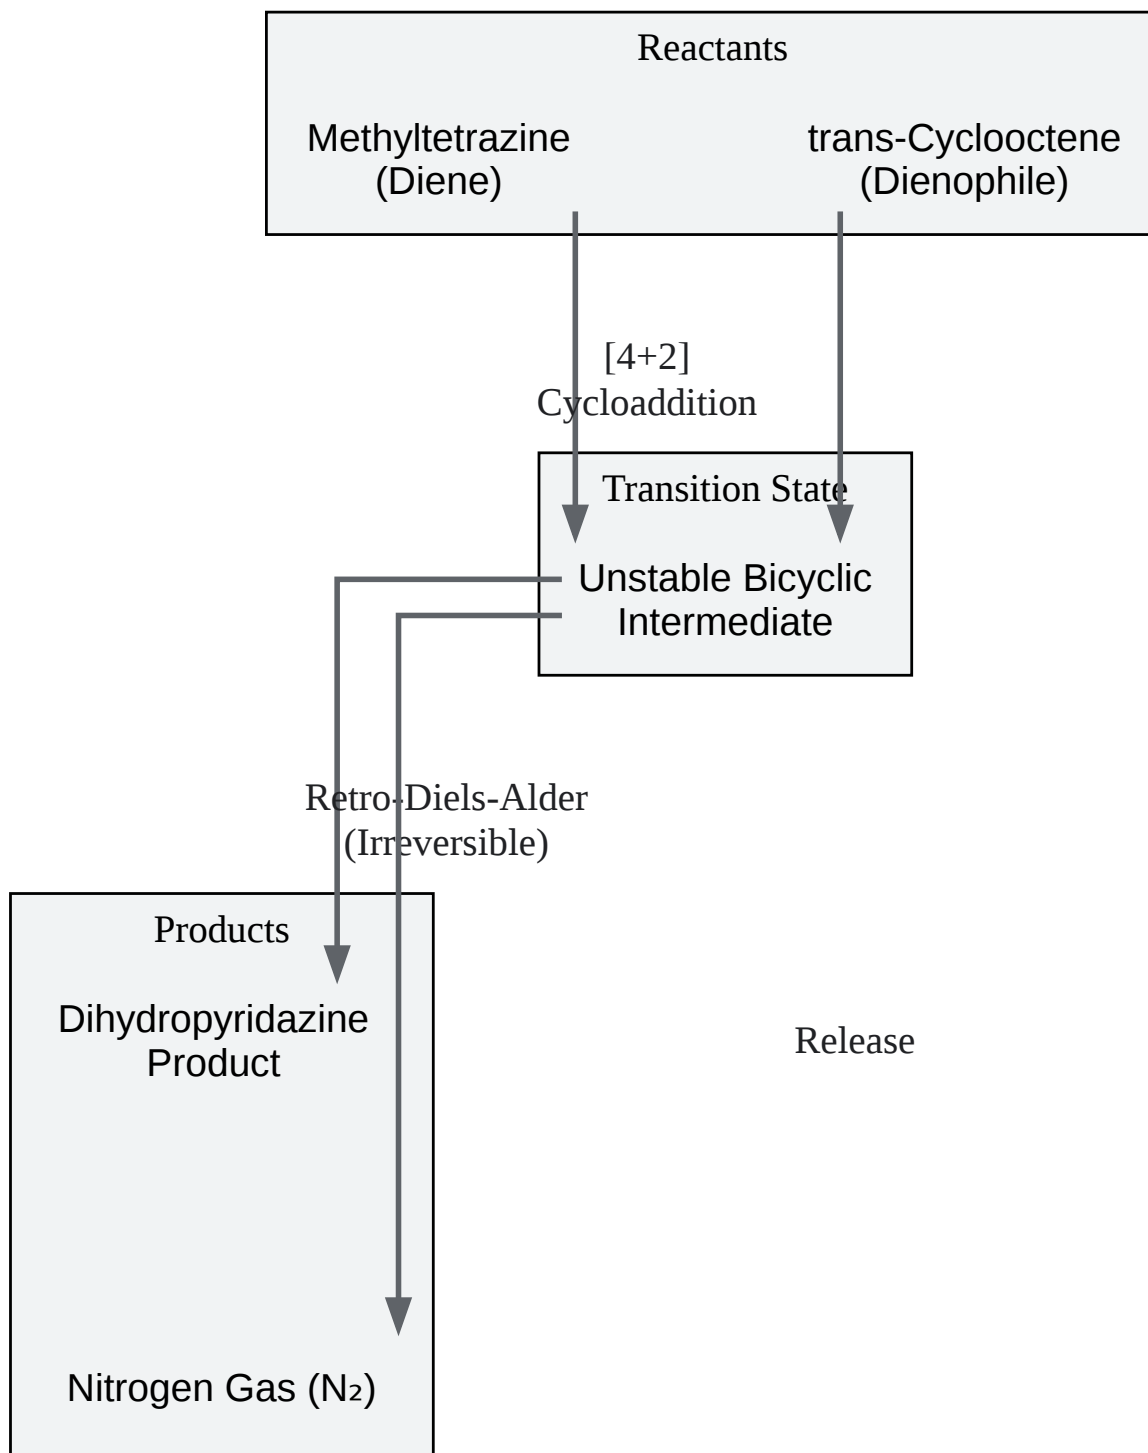 Reactants
Methyltetrazine
(Diene)
trans-Cyclooctene
(Dienophile)
[4+2]
Cycloaddition
Transition State
Unstable Bicyclic
Intermediate
Retro-Diels-Alder
(Irreversible)
Products
Dihydropyridazine
Product
Release
Nitrogen Gas (N₂)